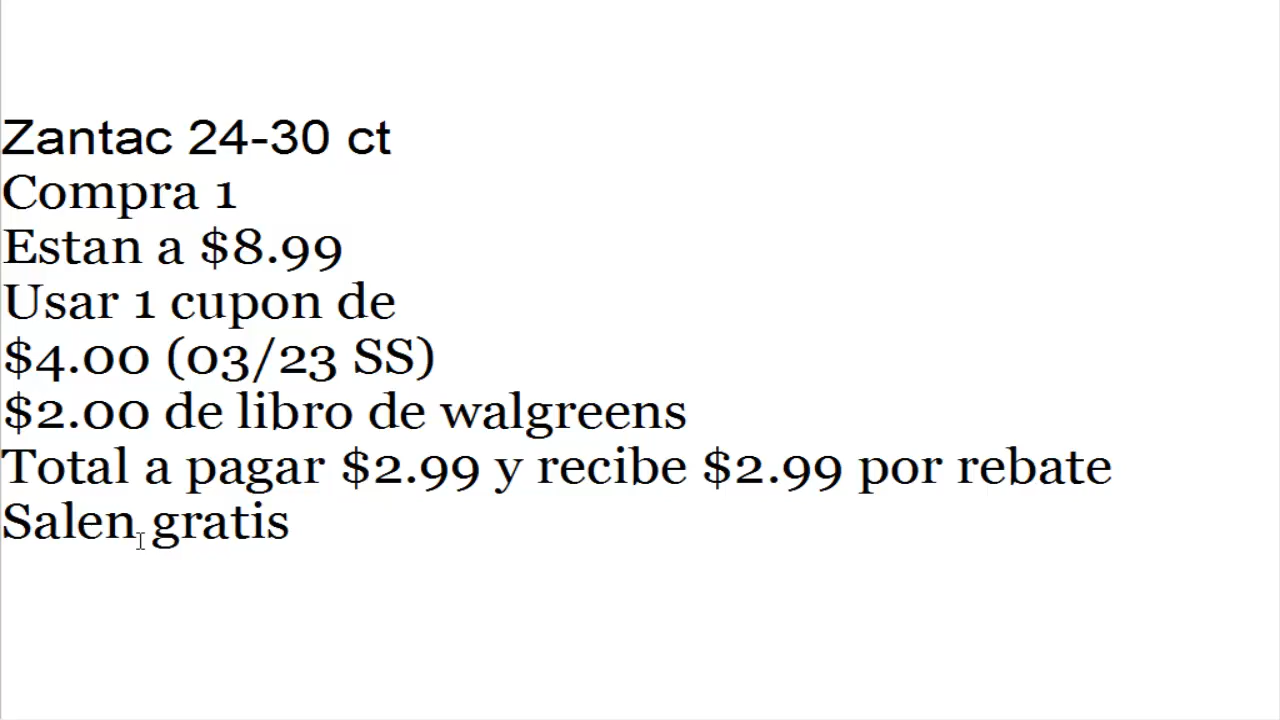 Zantac 24-30 ct
Compra 1
Estan a $8.99
Usar 1 cupon de
$4.00 (03/23 SS)
$2.00 de libro de walgreens
Total a pagar $2.99 y recibe $2.99 por rebate
Salen gratis